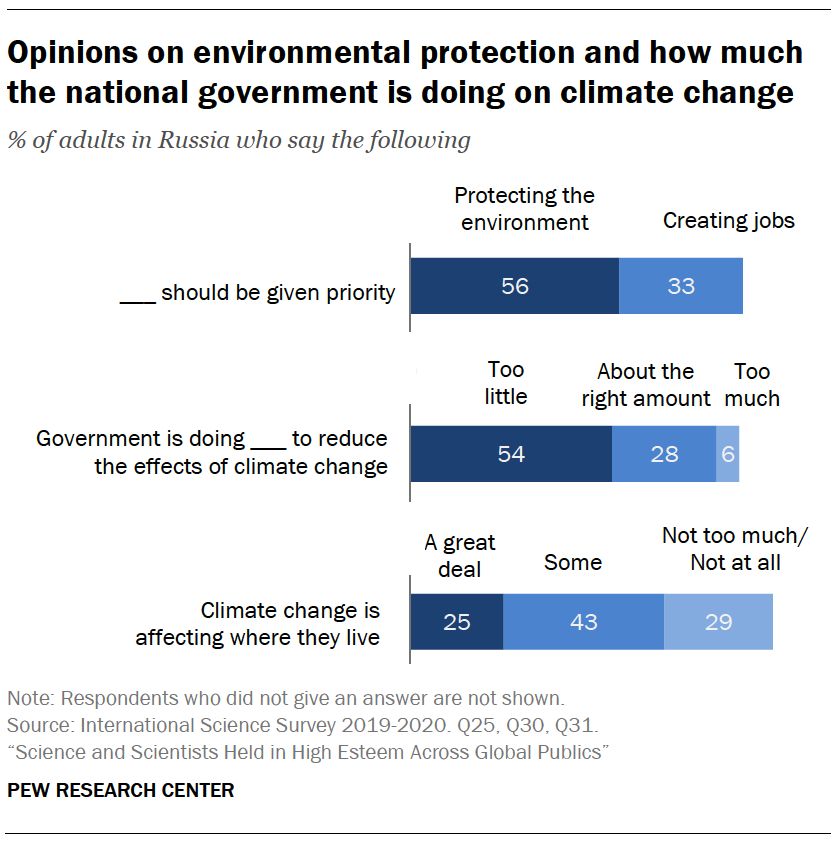 Opinions on environmental protection and how much
the national government is doing on climate change
% of adults in Russia who say the following
Protecting the
environment
Creating jobs
___ should be given priority
56
33
Too
little
About the
right amount
Too
much
Government is doing ___ to reduce
the effects of climate change
54
28
6
A great
deal
Some
Not too much/
Not at all
Climate change is
affecting where they live
25
43
29
Note: Respondents who did not give an answer are not shown.
Source: International Science Survey 2019-2020. Q25, Q30, Q31.
“Science and Scientists Held in High Esteem Across Global Publics”
PEW RESEARCH CENTER